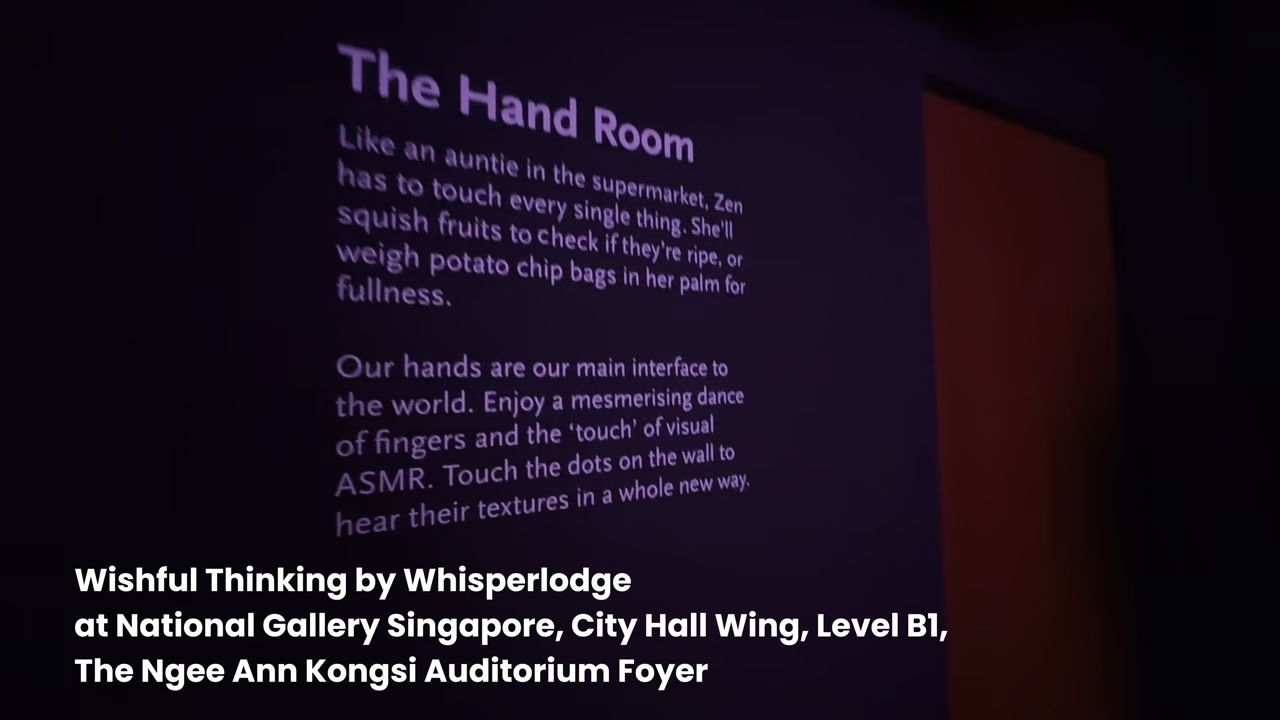 The Hand Room
Like an auntie in the supermarket, Zen
has to touch every single thing. She'll
squish fruits to check if they're ripe, or
weigh potato chip bags in her palm for
fullness.
Our hands are our main interface to
the world. Enjoy a mesmerising dance
of fingers and the ‘touch’ of visual
ASMR. Touch the dots on the wall to
hear their textures in a whole new way.
Wishful Thinking by Whisperlodge
at National Gallery Singapore, City Hall Wing, Level B1,
The Ngee Ann Kongsi Auditorium Foyer